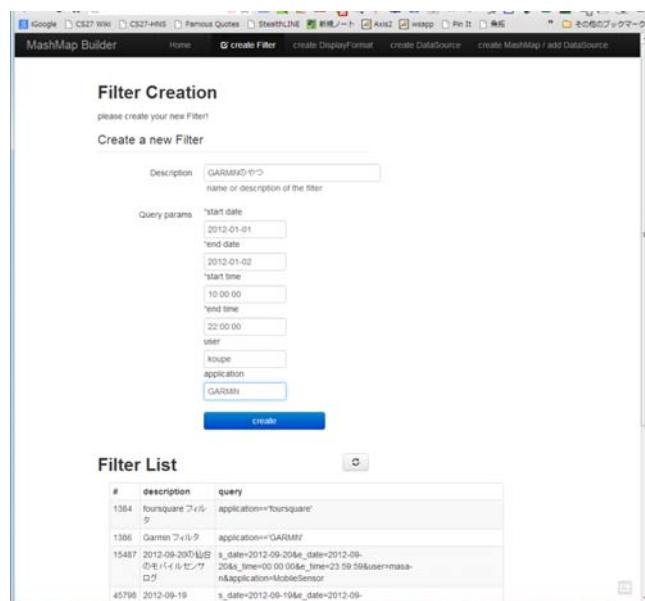 iGoogle CS27 Wiki CS27-HNS Famous Quotes StealthLINE 新規ノート Axis2 wsapp Pin It 魚拓 » その他のブックマーク
MashMap Builder Home create Filter create DisplayFormat create DataSource create MashMap / add DataSource
Filter Creation
please create your new Filter!
Create a new Filter
Description GARMINのやつ
name or description of the filter
Query params *start date
2012-01-01
*end date
2012-01-02
*start time
10:00:00
*end time
22:00:00
user
koupe
application
GARMIN
create
Filter List
# description query
1384 foursquare フィル application=='foursquare'
タ
1386 Garmin フィルタ application=='GARMIN'
15487 2012-09-20の仙台 s_date=2012-09-20&e_date=2012-09-
のモバイルセンサ 20&s_time=00:00:00&e_time=23:59:59&user=masa-
ログ n&application=MobileSensor
45798 2012-09-19 s_date=2012-09-19&e_date=2012-09-